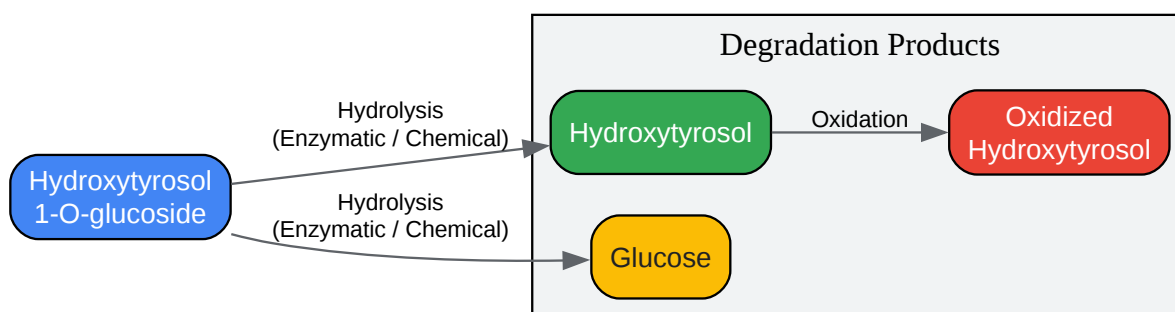 Degradation Products
Hydrolysis
(Enzymatic / Chemical)
Hydroxytyrosol
Oxidation
Oxidized
Hydroxytyrosol
Hydroxytyrosol
1-O-glucoside
Hydrolysis
(Enzymatic / Chemical)
Glucose